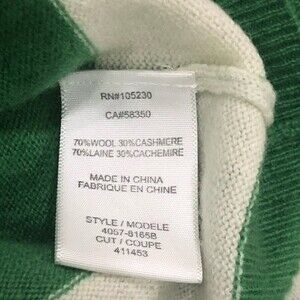 RN#105230
CA#58350
70%WOOL 30%CASHMERE
70%LAINE 30%CACHEMIRE
MADE IN CHINA
FABRIQUE EN CHINE
STYLE / MODELE
4057-8165B
CUT / COUPE
411453